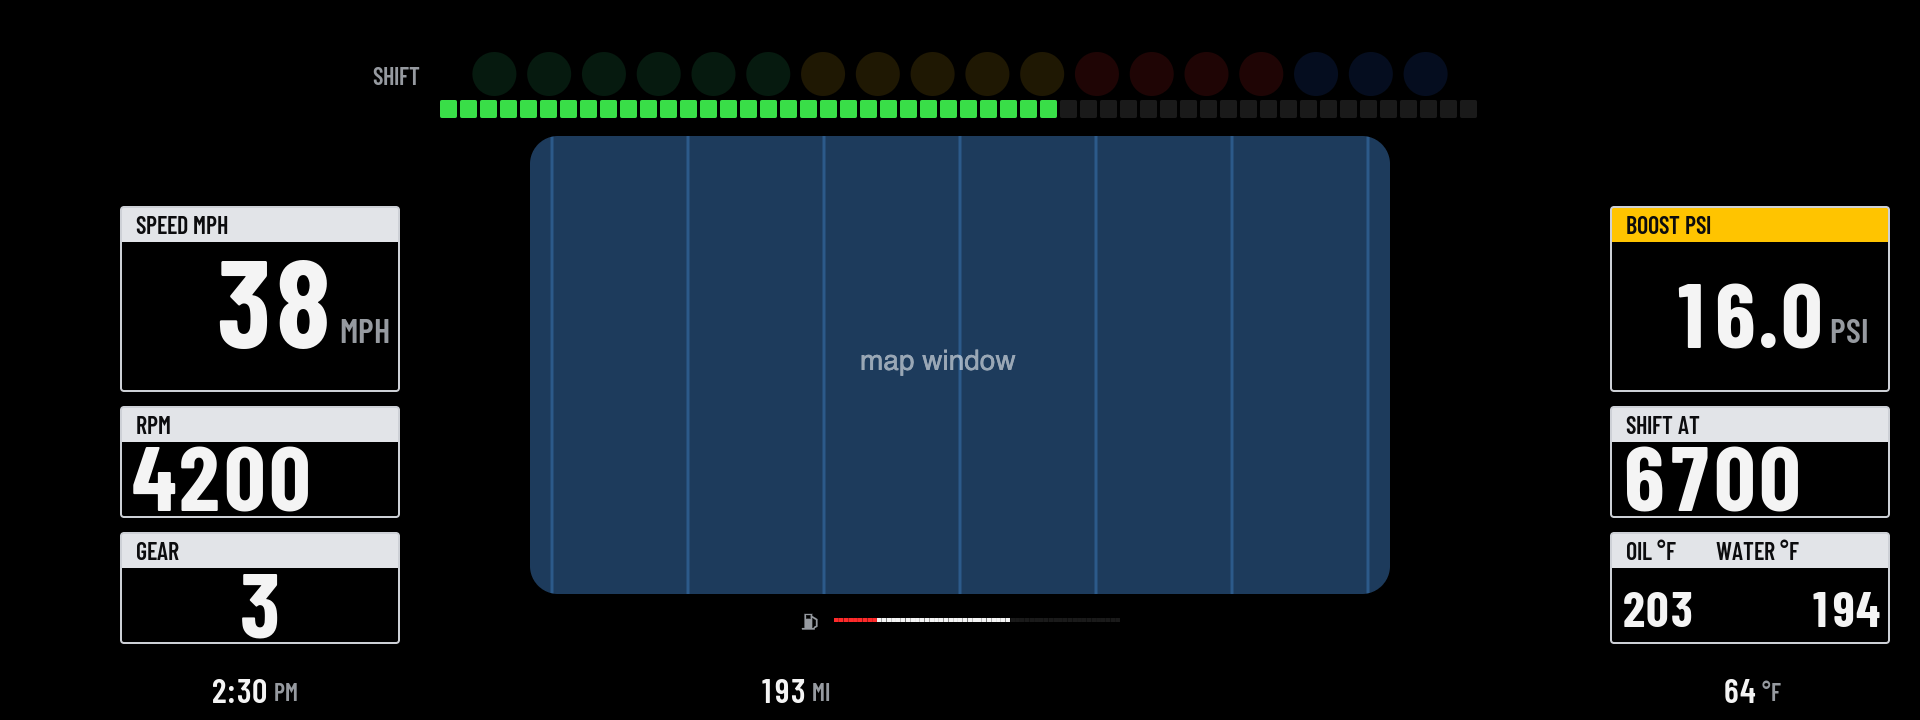 SHIFT
SPEED MPH
38 MPH
RPM
4200
GEAR
3
map window
BOOST PSI
16.0 PSI
SHIFT AT
6700
OIL °F WATER °F
203 194
2:30 PM
193 MI
64 °F